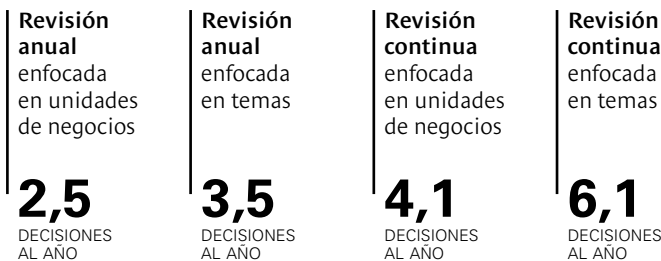 Revisión
anual
enfocada
en unidades
de negocios
2,5
DECISIONES
AL AÑO
Revisión
anual
enfocada
en temas
3,5
DECISIONES
AL AÑO
Revisión
continua
enfocada
en unidades
de negocios
4,1
DECISIONES
AL AÑO
Revisión
continua
enfocada
en temas
6,1
DECISIONES
AL AÑO